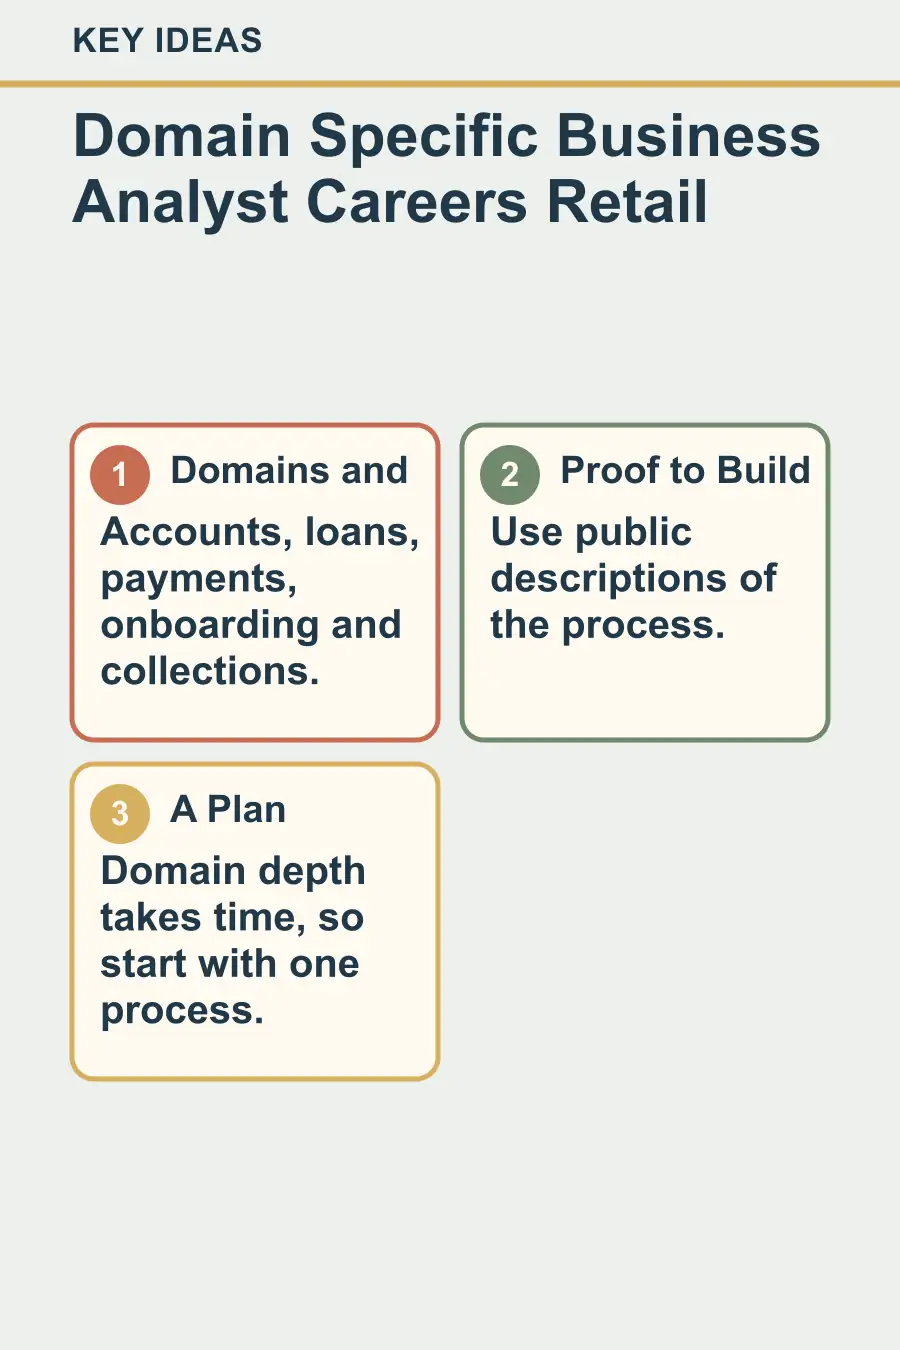 KEY IDEAS
Domain Specific Business
Analyst Careers Retail
1 Domains and
Accounts, loans,
payments,
onboarding and
collections.
2 Proof to Build
Use public
descriptions of
the process.
3 A Plan
Domain depth
takes time, so
start with one
process.